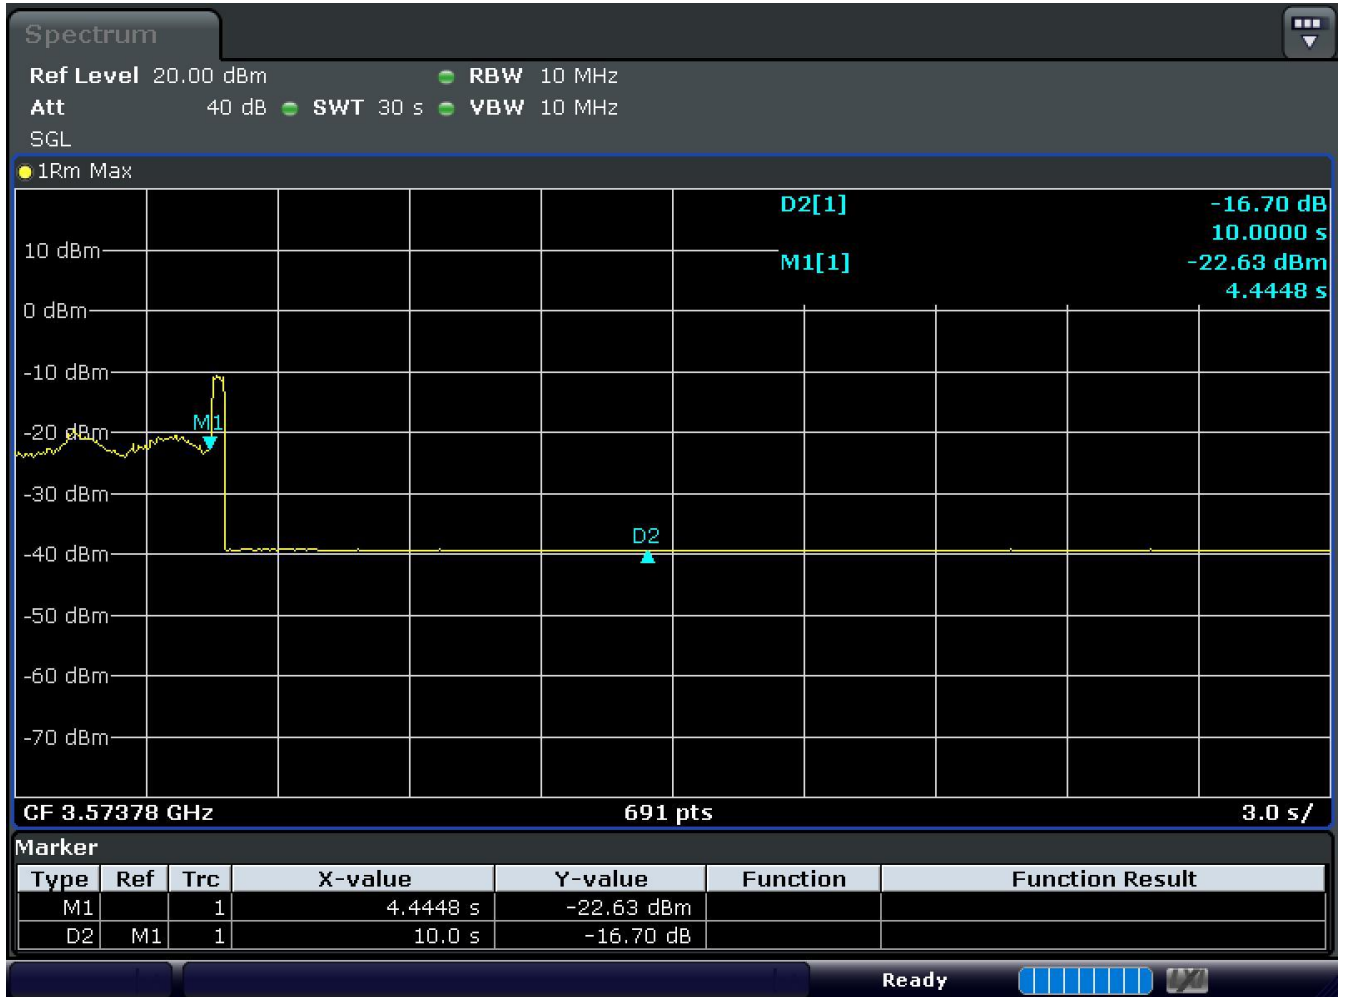 Spectrum
Ref Level 20.00 dBm RBW 10 MHz
Att 40 dB SWT 30 s VBW 10 MHz
SGL
1Rm Max
D2[1] -16.70 dB
10.0000 s
M1[1] -22.63 dBm
4.4448 s
10 dBm
0 dBm
-10 dBm
M1
-20 dBm
-30 dBm
D2
-40 dBm
-50 dBm
-60 dBm
-70 dBm
CF 3.57378 GHz 691 pts 3.0 s/
Marker
Type Ref Trc X-value Y-value Function Function Result
M1 1 4.4448 s -22.63 dBm
D2 M1 1 10.0 s -16.70 dB
Ready LXI